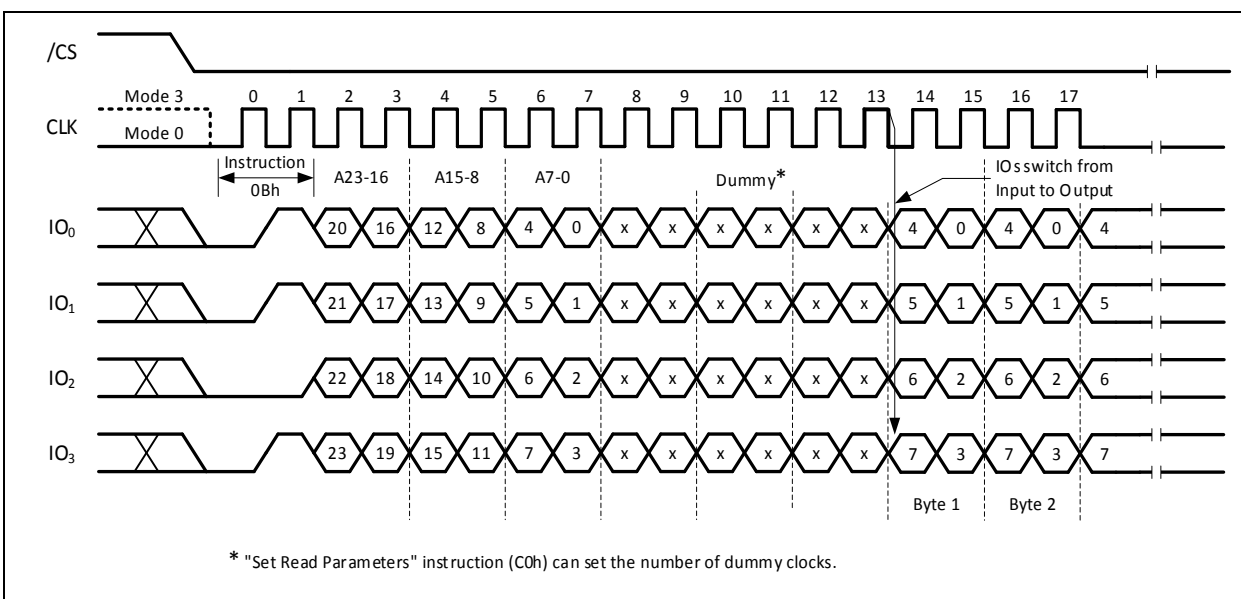 /CS
Mode 3 0 1 2 3 4 5 6 7 8 9 10 11 12 13 14 15 16 17
CLK Mode 0
Instruction IOs switch from
0Bh A23-16 A15-8 A7-0 Dummy* Input to Output
IO0 20 16 12 8 4 0 x x x x x x 4 0 4 0 4
IO1 21 17 13 9 5 1 x x x x x x 5 1 5 1 5
IO2 22 18 14 10 6 2 x x x x x x 6 2 6 2 6
IO3 23 19 15 11 7 3 x x x x x x 7 3 7 3 7
Byte 1 Byte 2
* "Set Read Parameters" instruction (C0h) can set the number of dummy clocks.